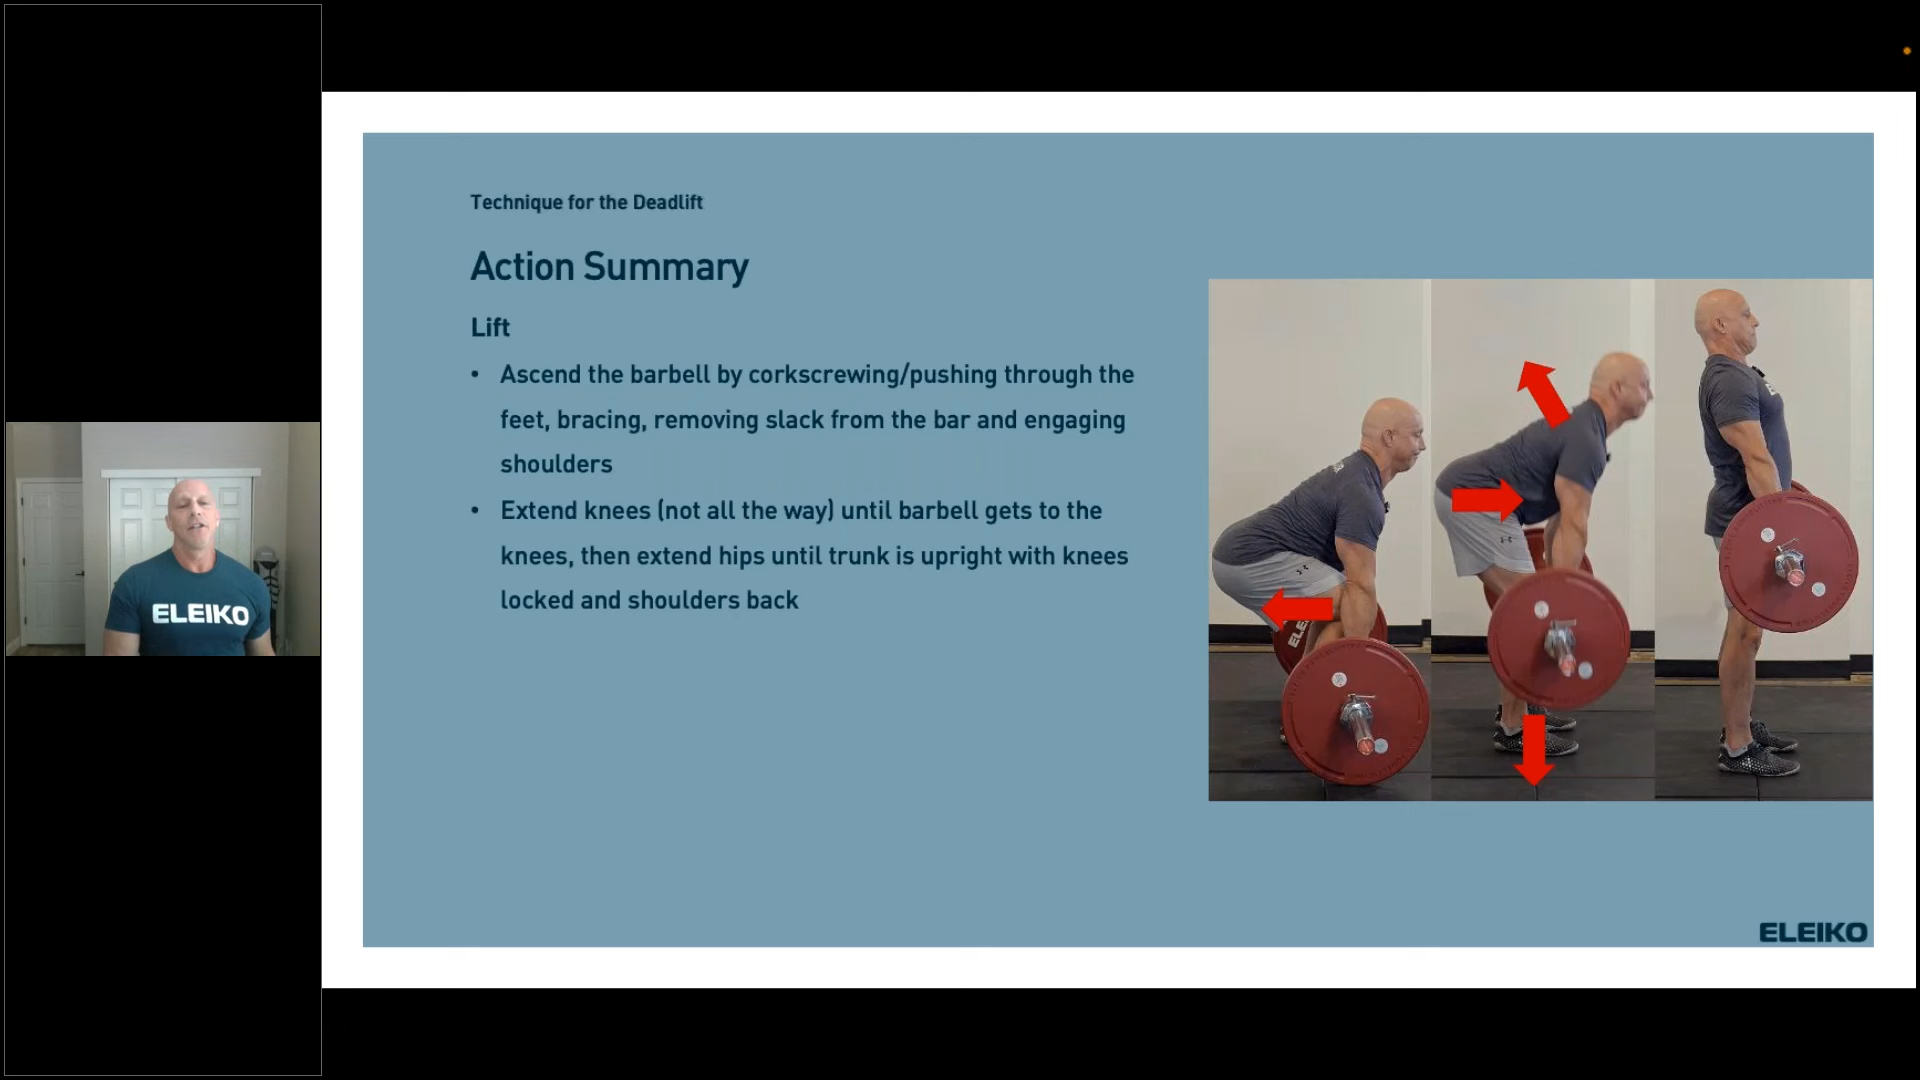 Technique for the Deadlift
Action Summary
Lift
• Ascend the barbell by corkscrewing/pushing through the
feet, bracing, removing slack from the bar and engaging
shoulders
• Extend knees (not all the way) until barbell gets to the
knees, then extend hips until trunk is upright with knees
locked and shoulders back
ELEIKO
ELEIKO